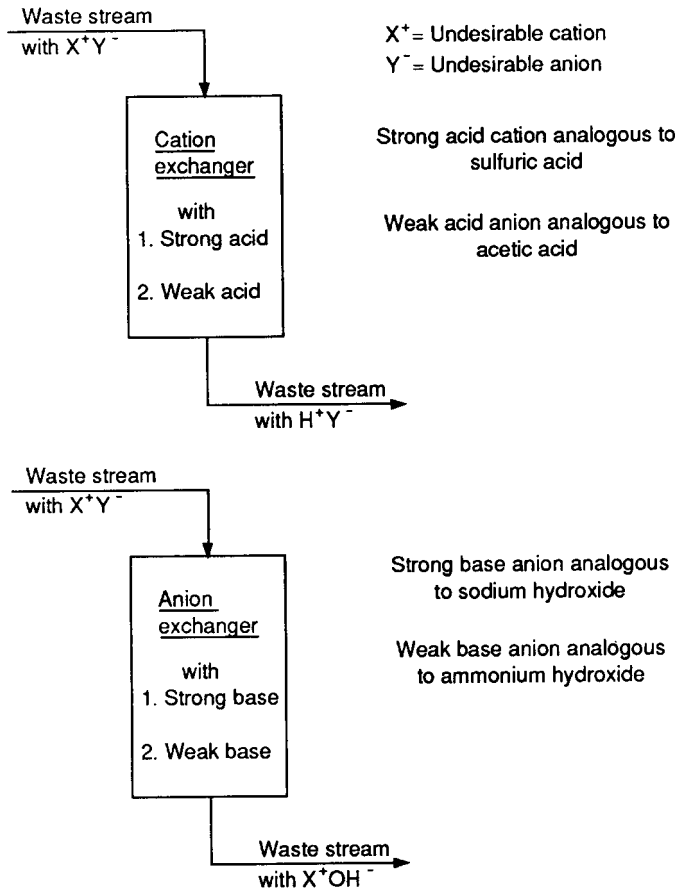 Waste stream
with X⁺Y⁻
X⁺= Undesirable cation
Y⁻= Undesirable anion
Cation
exchanger
with
1. Strong acid
2. Weak acid
Strong acid cation analogous to
sulfuric acid
Weak acid anion analogous to
acetic acid
Waste stream
with H⁺Y⁻
Waste stream
with X⁺Y⁻
Anion
exchanger
with
1. Strong base
2. Weak base
Strong base anion analogous
to sodium hydroxide
Weak base anion analogous
to ammonium hydroxide
Waste stream
with X⁺OH⁻